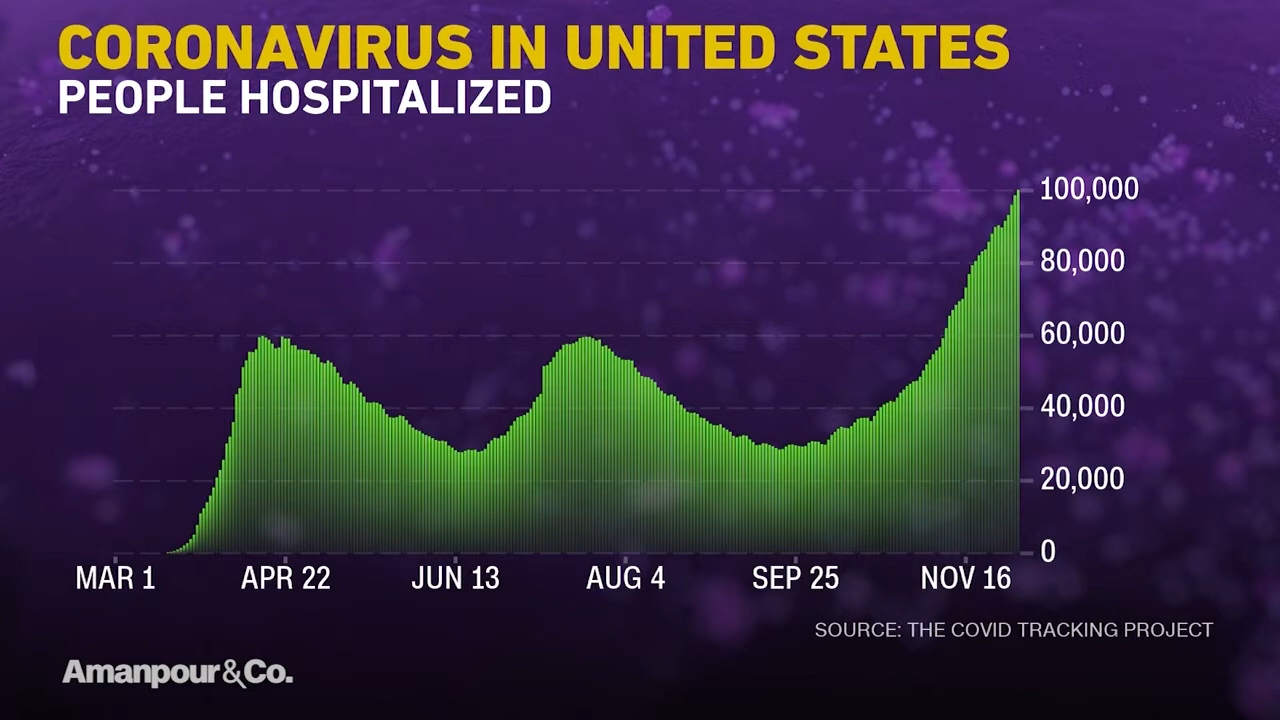 CORONAVIRUS IN UNITED STATES
PEOPLE HOSPITALIZED
100,000
80,000
60,000
40,000
20,000
0
MAR 1 APR 22 JUN 13 AUG 4 SEP 25 NOV 16
SOURCE: THE COVID TRACKING PROJECT
Amanpour&Co.